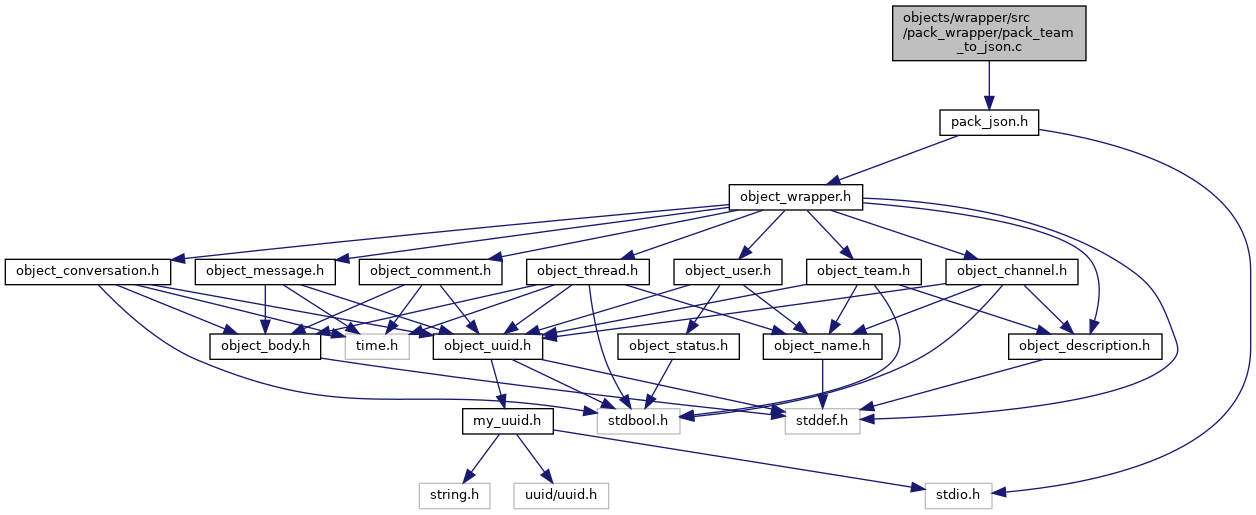 objects/wrapper/src
/pack_wrapper/pack_team
_to_json.c
pack_json.h
object_wrapper.h
object_conversation.h
object_message.h
object_comment.h
object_thread.h
object_user.h
object_team.h
object_channel.h
object_body.h
time.h
object_uuid.h
object_status.h
object_name.h
object_description.h
my_uuid.h
stdbool.h
stddef.h
string.h
uuid/uuid.h
stdio.h